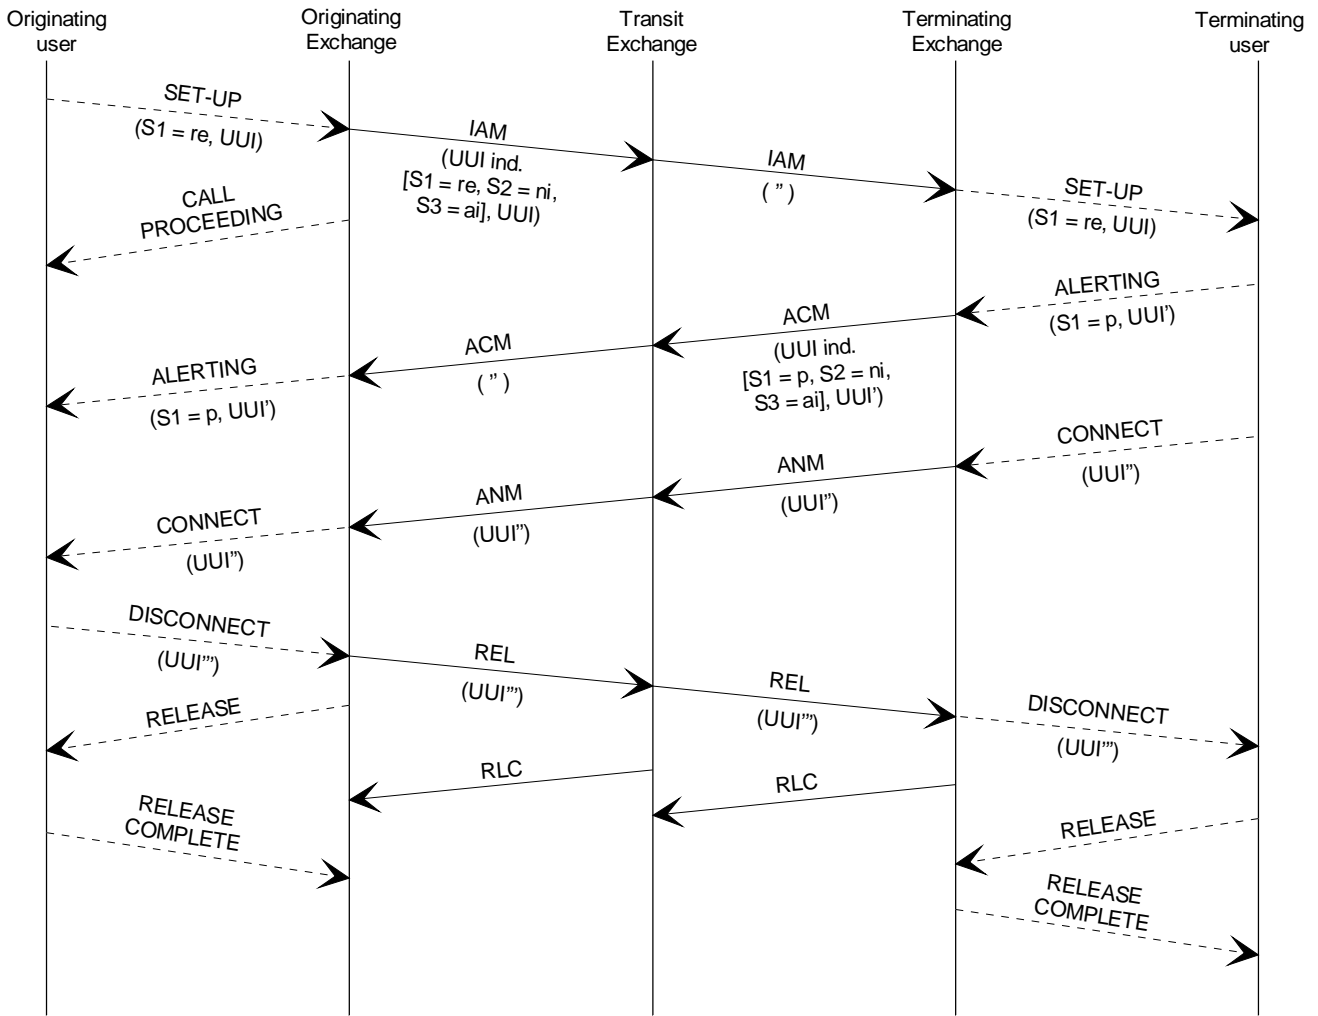 Originating
user
Originating
Exchange
Transit
Exchange
Terminating
Exchange
Terminating
user
SET-UP
(S1 = re, UUI)
IAM
(UUI ind.
[S1 = re, S2 = ni,
S3 = ai], UUI)
IAM
( ” )
SET-UP
(S1 = re, UUI)
CALL
PROCEEDING
ALERTING
(S1 = p, UUI’)
ACM
(UUI ind.
[S1 = p, S2 = ni,
S3 = ai], UUI’)
ACM
( ” )
ALERTING
(S1 = p, UUI’)
CONNECT
(UUI”)
ANM
(UUI”)
ANM
(UUI”)
CONNECT
(UUI”)
DISCONNECT
(UUI”’)
REL
(UUI”’)
REL
(UUI”’)
DISCONNECT
(UUI”’)
RELEASE
RLC
RLC
RELEASE
COMPLETE
RELEASE
RELEASE
COMPLETE